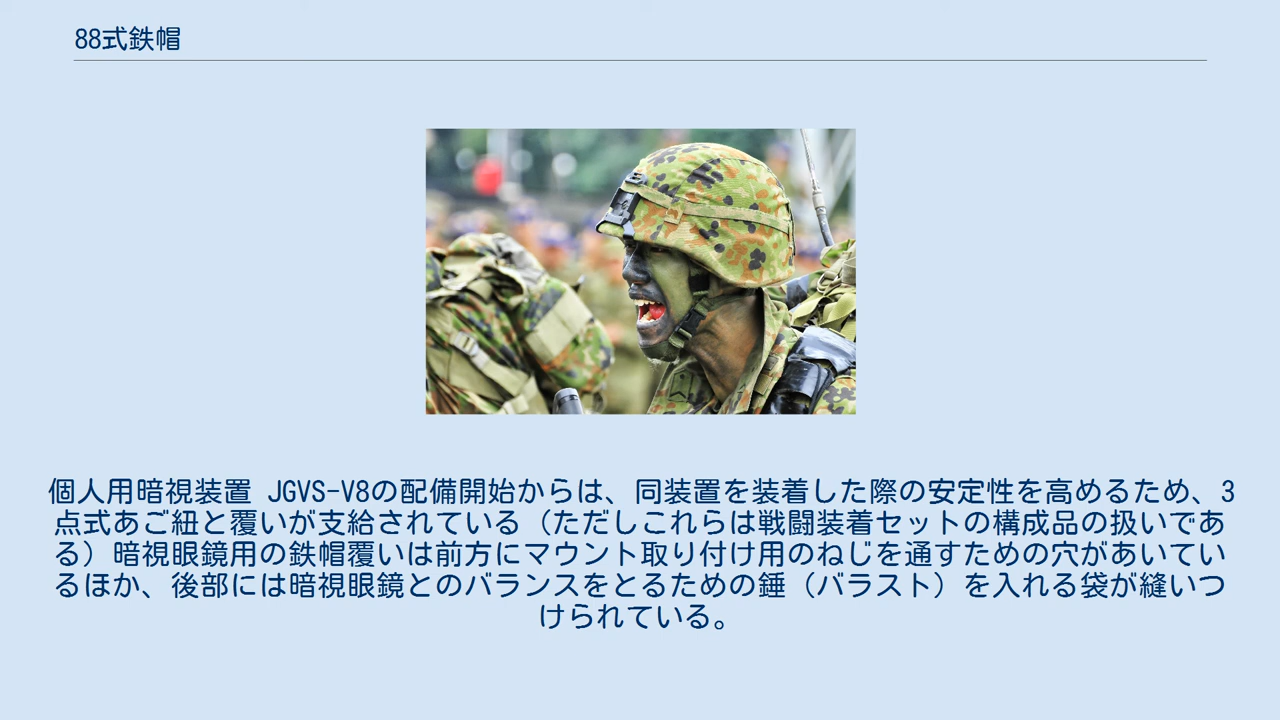 88式鉄帽
個人用暗視装置 JGVS-V8の配備開始からは、同装置を装着した際の安定性を高めるため、3
点式あご紐と覆いが支給されている（ただしこれらは戦闘装着セットの構成品の扱いであ
る）暗視眼鏡用の鉄帽覆いは前方にマウント取り付け用のねじを通すための穴があいてい
るほか、後部には暗視眼鏡とのバランスをとるための錘（バラスト）を入れる袋が縫いつ
けられている。